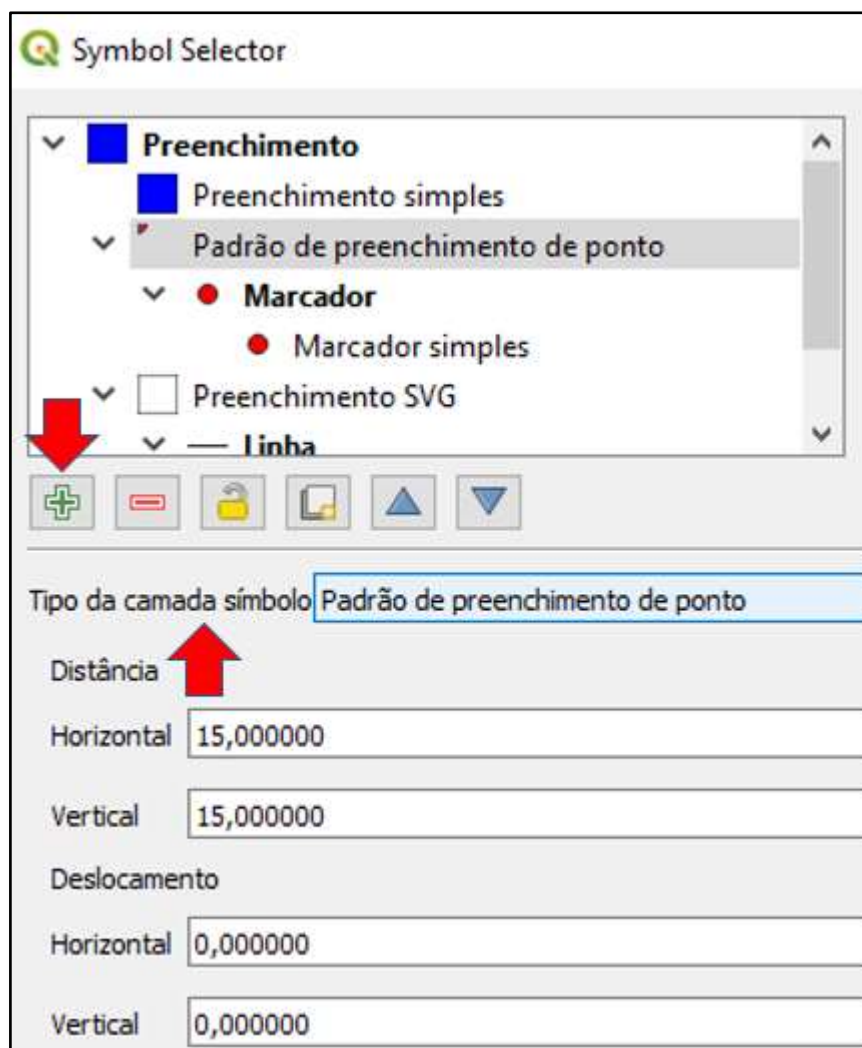 Symbol Selector
Preenchimento
Preenchimento simples
Padrão de preenchimento de ponto
Marcador
Marcador simples
Preenchimento SVG
Linha
Tipo da camada símbolo Padrão de preenchimento de ponto
Distância
Horizontal 15,000000
Vertical 15,000000
Deslocamento
Horizontal 0,000000
Vertical 0,000000